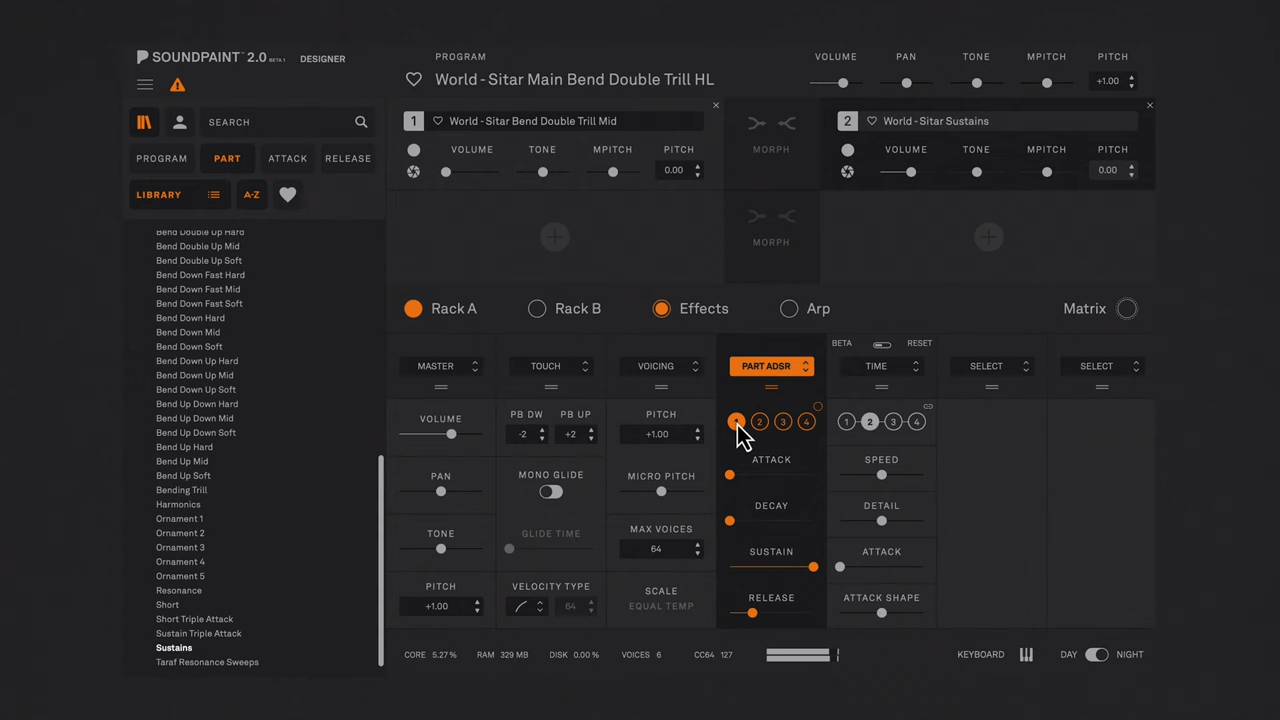 SOUNDPAINT™ 2.0 BETA 1 DESIGNER
PROGRAM
World - Sitar Main Bend Double Trill HL
VOLUME PAN TONE MPITCH PITCH
+1.00
SEARCH
PROGRAM PART ATTACK RELEASE
LIBRARY A-Z
1 World - Sitar Bend Double Trill Mid
VOLUME TONE MPITCH PITCH
0.00
MORPH
2 World - Sitar Sustains
VOLUME TONE MPITCH PITCH
0.00
MORPH
Bend Double Up Hard
Bend Double Up Mid
Bend Double Up Soft
Bend Down Fast Hard
Bend Down Fast Mid
Bend Down Fast Soft
Bend Down Hard
Bend Down Mid
Bend Down Soft
Bend Down Up Hard
Bend Down Up Mid
Bend Down Up Soft
Bend Up Down Hard
Bend Up Down Mid
Bend Up Down Soft
Bend Up Hard
Bend Up Mid
Bend Up Soft
Bending Trill
Harmonics
Ornament 1
Ornament 2
Ornament 3
Ornament 4
Ornament 5
Resonance
Short
Short Triple Attack
Sustain Triple Attack
Sustains
Taraf Resonance Sweeps
Rack A Rack B Effects Arp Matrix
MASTER
VOLUME
PAN
TONE
PITCH
+1.00
TOUCH
PB DW PB UP
-2 +2
MONO GLIDE
GLIDE TIME
VELOCITY TYPE
64
VOICING
PITCH
+1.00
MICRO PITCH
MAX VOICES
64
SCALE
EQUAL TEMP
PART ADSR
1 2 3 4
ATTACK
DECAY
SUSTAIN
RELEASE
BETA RESET
TIME
1 2 3 4
SPEED
DETAIL
ATTACK
ATTACK SHAPE
SELECT
SELECT
CORE 5.27 % RAM 329 MB DISK 0.00 % VOICES 6 CC64 127 KEYBOARD DAY NIGHT